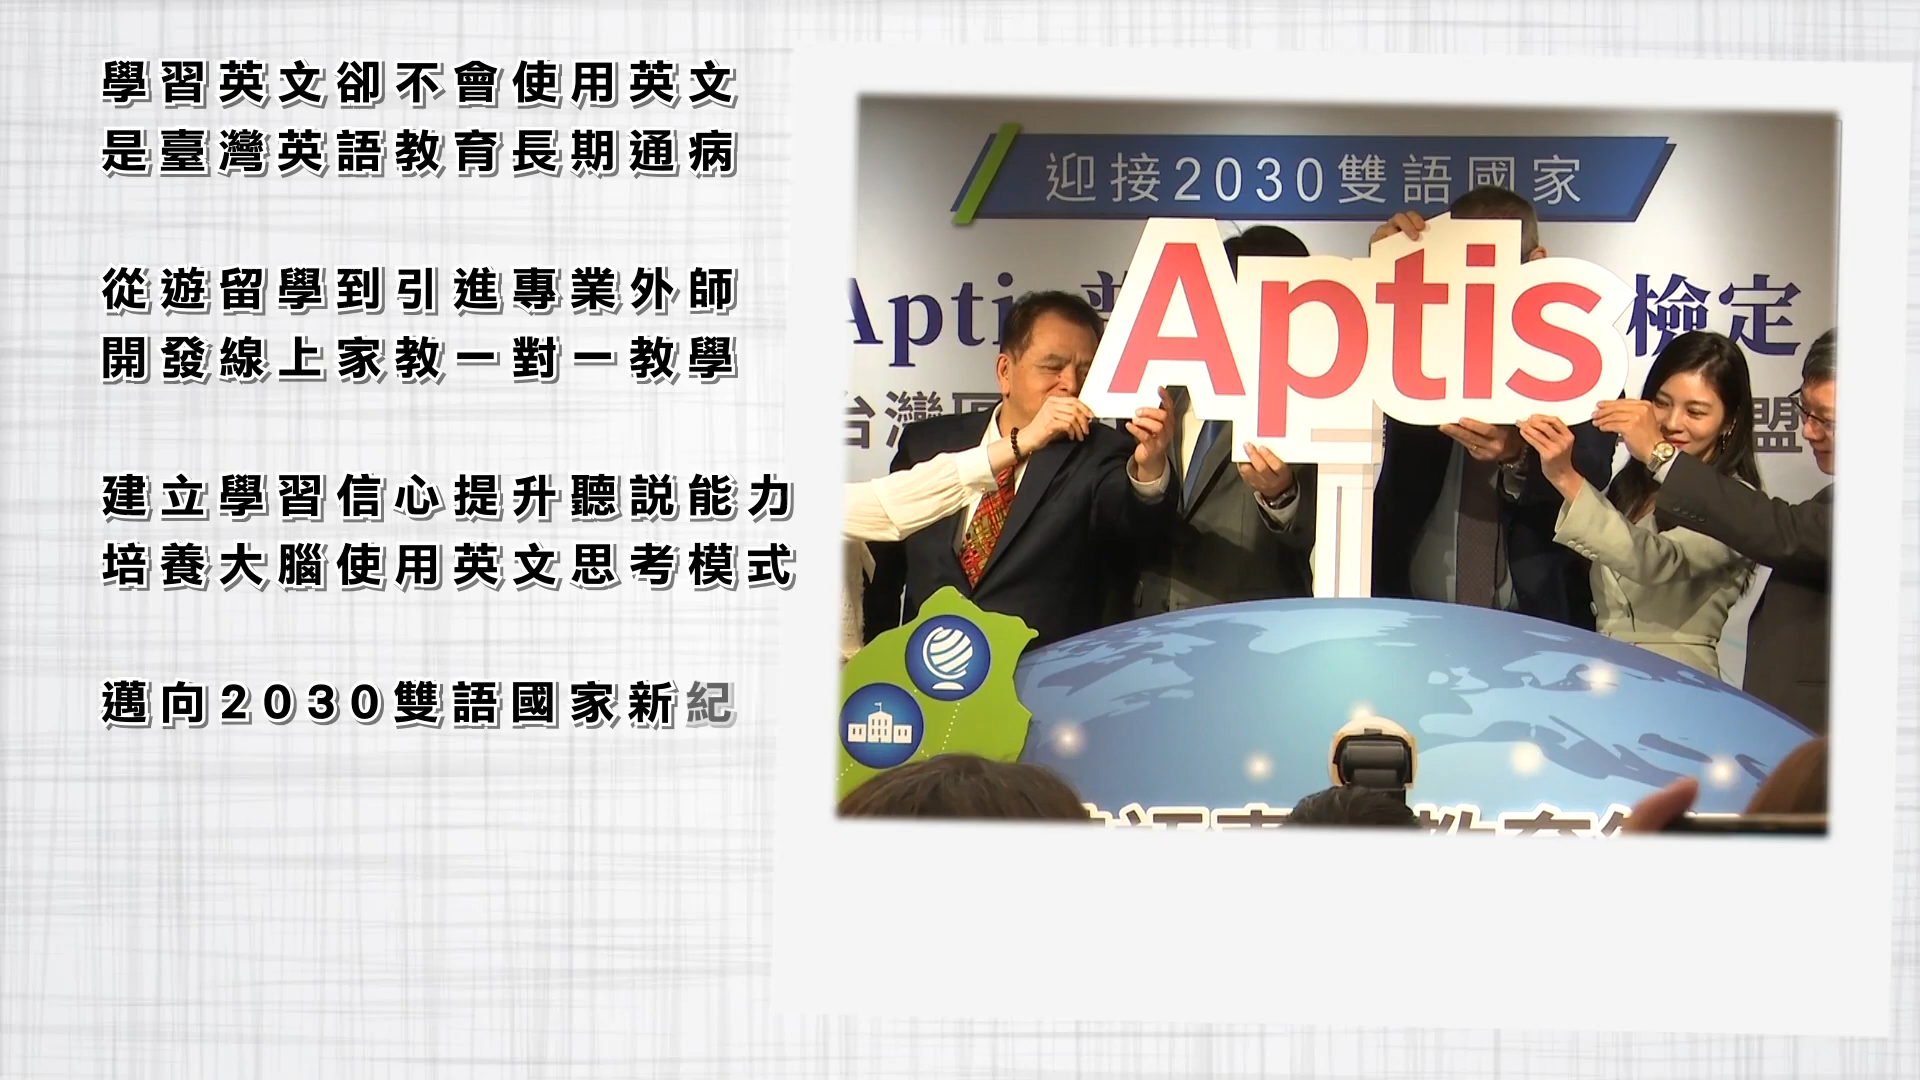 學習英文卻不會使用英文
是臺灣英語教育長期通病
從遊留學到引進專業外師
開發線上家教一對一教學
建立學習信心提升聽說能力
培養大腦使用英文思考模式
邁向2030雙語國家新紀
迎接2030雙語國家
Apti
檢定
Aptis
台灣
盟